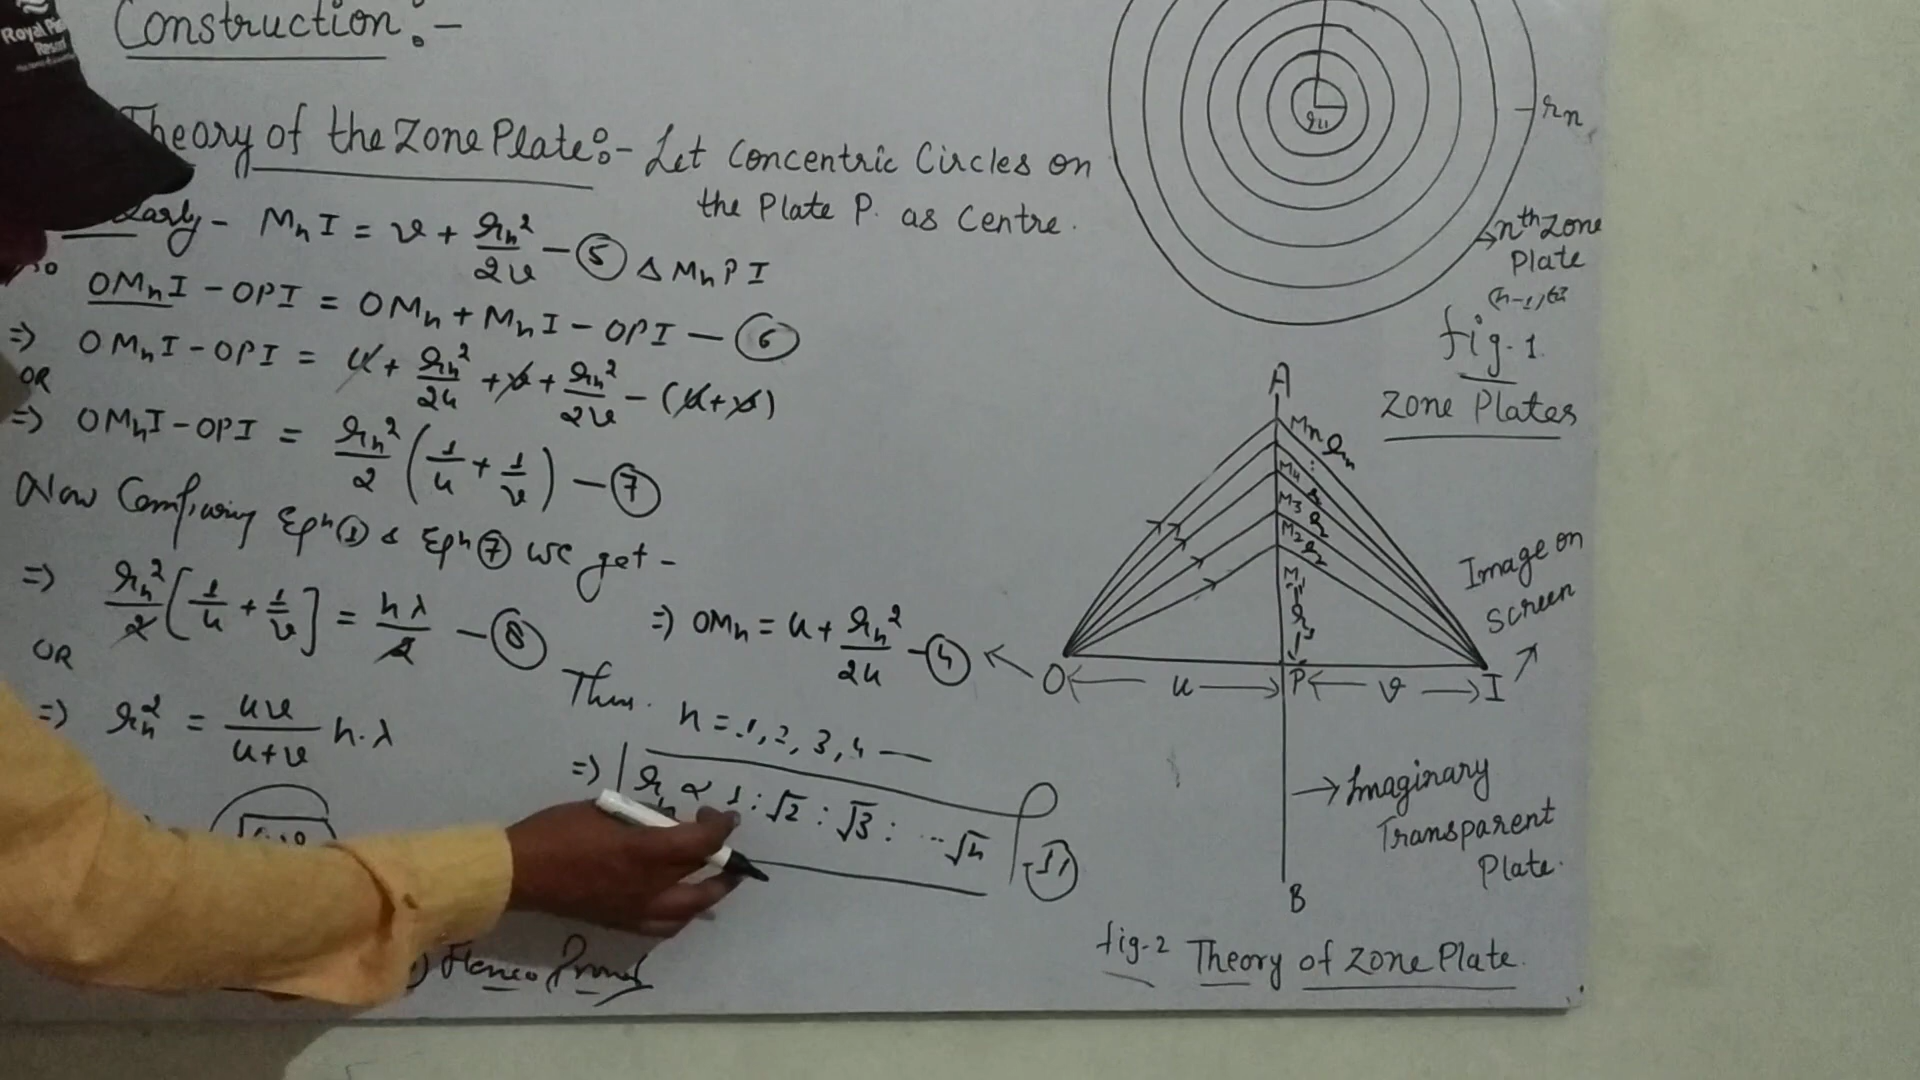 Royal
Resort
Construction :-
Theory of the Zone Plate :- Let Concentric Circles on
the Plate P. as Centre.
MnI = v + rn²/2v - (5) Δ MnPI
OMnI - OPI = OMn + MnI - OPI - (6)
=> OMnI - OPI = u + rn²/2u + v + rn²/2v - (u+v)
OR
=> OMnI - OPI = rn²/2 (1/u + 1/v) - (7)
Now Comparing Eqn (1) & Eqn (7) we get -
=> rn²/2 [1/u + 1/v] = nλ/2 - (8)
OR
=> rn² = uv/u+v n.λ
=> OMn = u + rn²/2u - (4)
Thus. n = 1, 2, 3, 4 —
=> rn ∝ 1 : √2 : √3 : ... √n - (11)
Hence Proved
rn
nth Zone
Plate
fig-1.
Zone Plates
A
Mn
M4
M3
M2
M1
O u P v I
B
Image on
Screen
→ Imaginary
Transparent
Plate.
fig-2 Theory of Zone Plate.